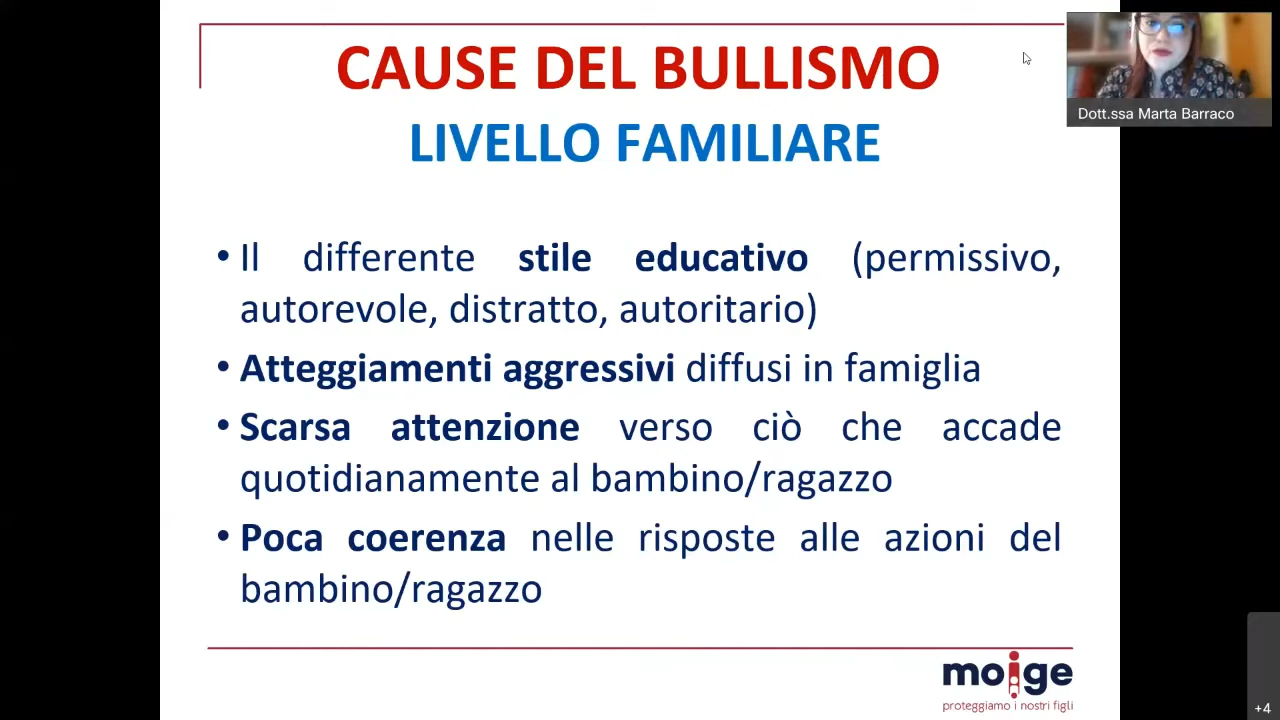 CAUSE DEL BULLISMO
LIVELLO FAMILIARE
Dott.ssa Marta Barraco
• Il differente stile educativo (permissivo,
autorevole, distratto, autoritario)
• Atteggiamenti aggressivi diffusi in famiglia
• Scarsa attenzione verso ciò che accade
quotidianamente al bambino/ragazzo
• Poca coerenza nelle risposte alle azioni del
bambino/ragazzo
moige
proteggiamo i nostri figli
+4